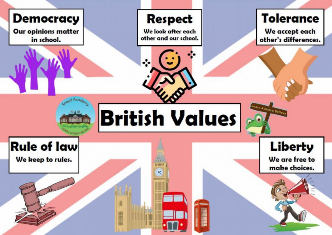 Democracy
Our opinions matter
in school.
Respect
We look after each
other and our school.
Tolerance
We accept each
other's differences.
British Values
Rule of law
We keep to rules.
Liberty
We are free to
make choices.